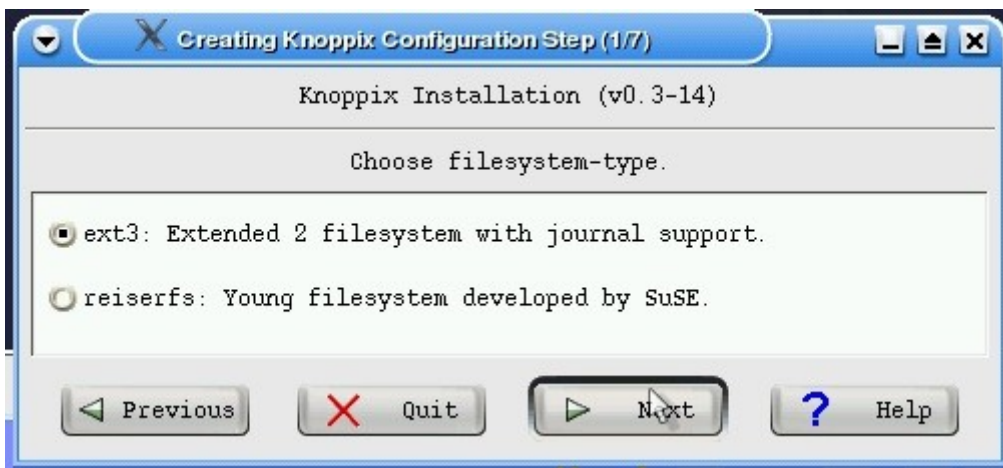 Creating Knoppix Configuration Step (1/7)
Knoppix Installation (v0.3-14)
Choose filesystem-type.
ext3: Extended 2 filesystem with journal support.
reiserfs: Young filesystem developed by SuSE.
Previous
Quit
Next
? Help